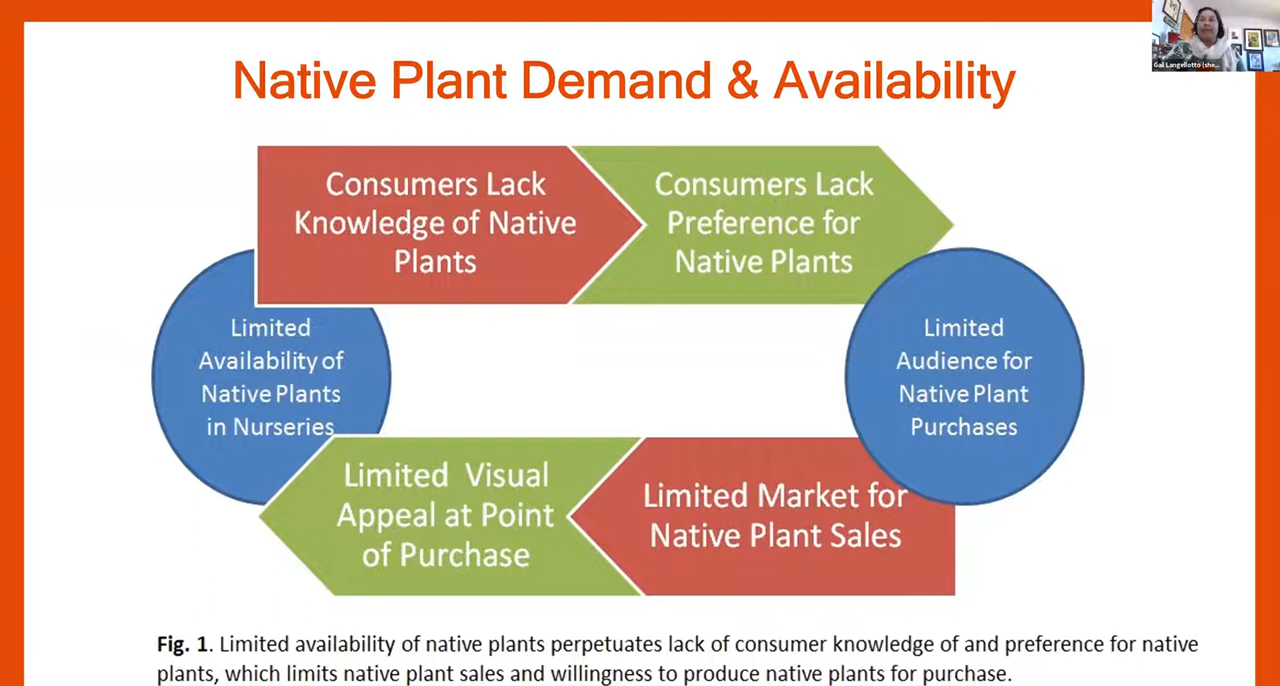 Gail Langellotto (she...
Native Plant Demand & Availability
Consumers Lack
Knowledge of Native
Plants
Consumers Lack
Preference for
Native Plants
Limited
Availability of
Native Plants
in Nurseries
Limited
Audience for
Native Plant
Purchases
Limited Visual
Appeal at Point
of Purchase
Limited Market for
Native Plant Sales
Fig. 1. Limited availability of native plants perpetuates lack of consumer knowledge of and preference for native
plants, which limits native plant sales and willingness to produce native plants for purchase.